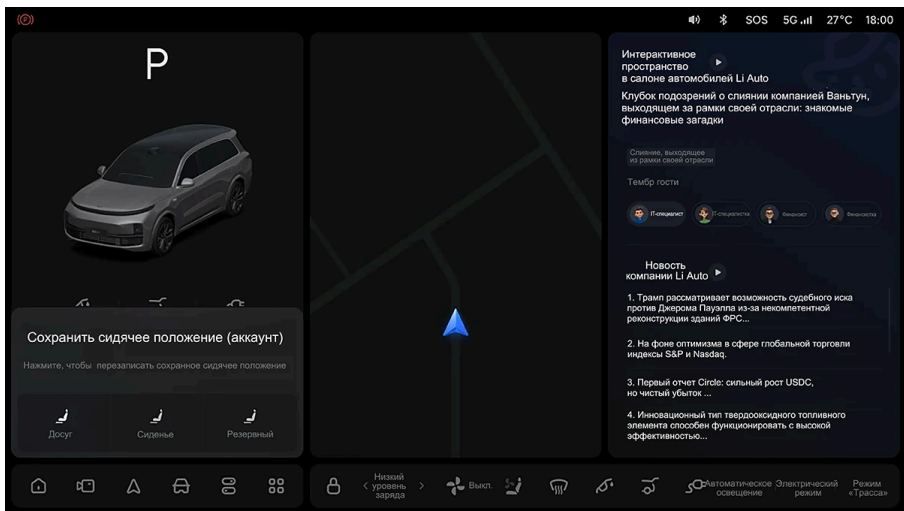 (P)
SOS 5G 27°C 18:00
P
Интерактивное
пространство
в салоне автомобилей Li Auto
Клубок подозрений о слиянии компанией Ваньтун,
выходящем за рамки своей отрасли: знакомые
финансовые загадки
Слияние, выходящее
из рамки своей отрасли
Тембр гости
IT-специалист IT-специалистка Финансист Финансистка
Новость
компании Li Auto
1. Трамп рассматривает возможность судебного иска
против Джерома Пауэлла из-за некомпетентной
реконструкции зданий ФРС...
2. На фоне оптимизма в сфере глобальной торговли
индексы S&P и Nasdaq.
3. Первый отчет Circle: сильный рост USDC,
но чистый убыток ...
4. Инновационный тип твердооксидного топливного
элемента способен функционировать с высокой
эффективностью...
Сохранить сидячее положение (аккаунт)
Нажмите, чтобы перезаписать сохранное сидячее положение
Досуг Сиденье Резервный
Низкий
уровень
заряда
Выкл.
Автоматическое
освещение
Электрический
режим
Режим
«Трасса»